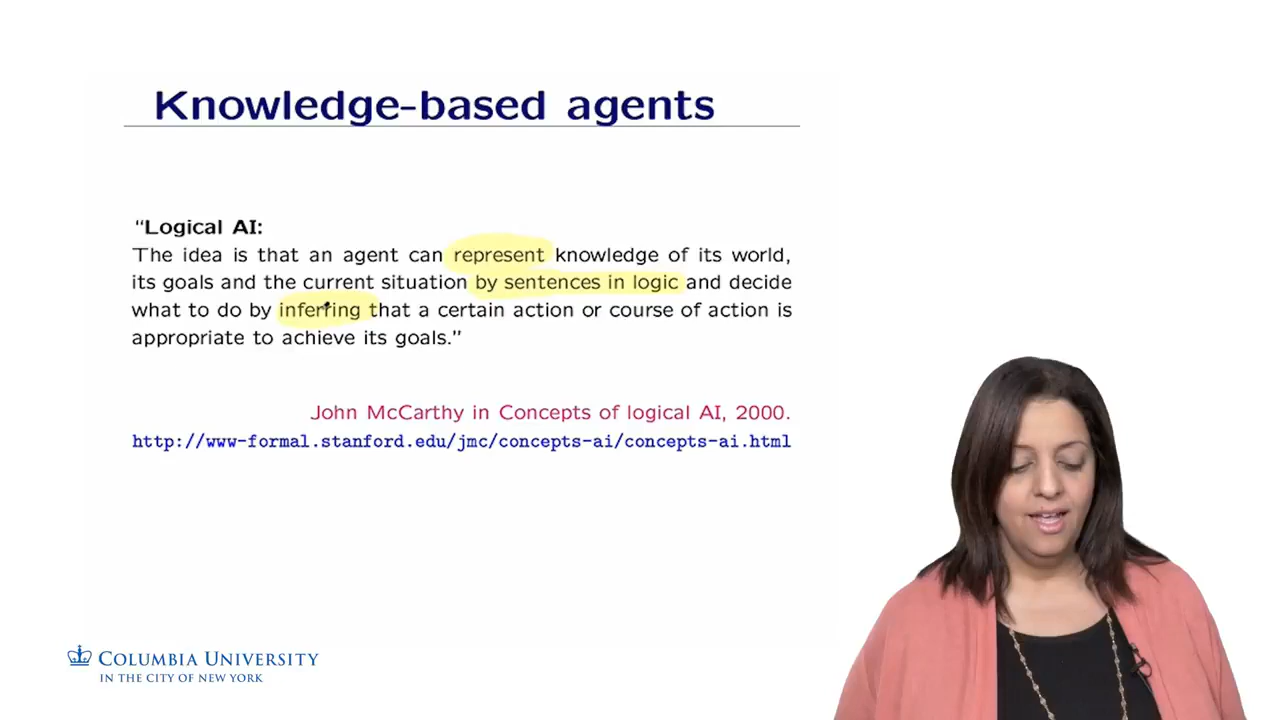 Knowledge-based agents
“Logical AI:
The idea is that an agent can represent knowledge of its world,
its goals and the current situation by sentences in logic and decide
what to do by inferring that a certain action or course of action is
appropriate to achieve its goals.”
John McCarthy in Concepts of logical AI, 2000.
http://www-formal.stanford.edu/jmc/concepts-ai/concepts-ai.html
COLUMBIA UNIVERSITY
IN THE CITY OF NEW YORK